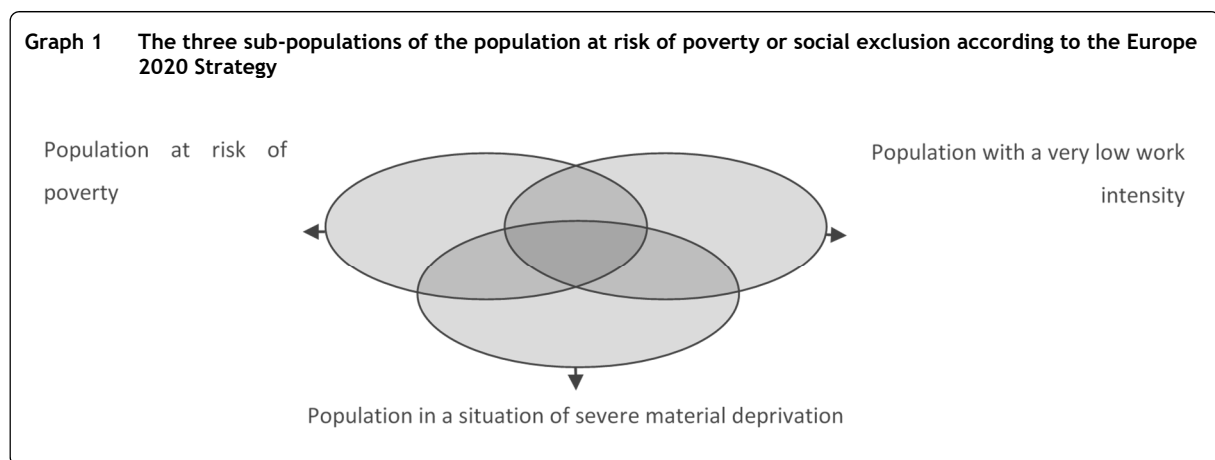 Graph 1 The three sub-populations of the population at risk of poverty or social exclusion according to the Europe
2020 Strategy
Population at risk of
poverty
Population with a very low work
intensity
Population in a situation of severe material deprivation